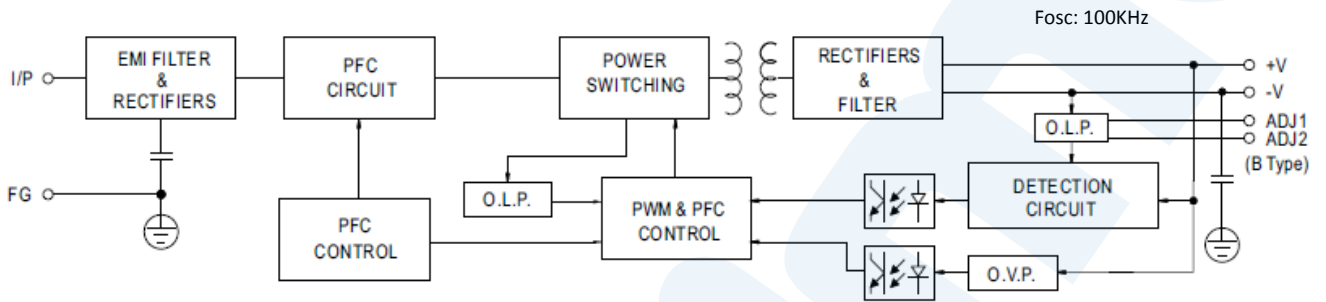 Fosc: 100KHz
I/P
EMI FILTER
&
RECTIFIERS
PFC
CIRCUIT
POWER
SWITCHING
RECTIFIERS
&
FILTER
+V
-V
O.L.P.
ADJ1
ADJ2
(B Type)
FG
O.L.P.
PFC
CONTROL
PWM & PFC
CONTROL
DETECTION
CIRCUIT
O.V.P.